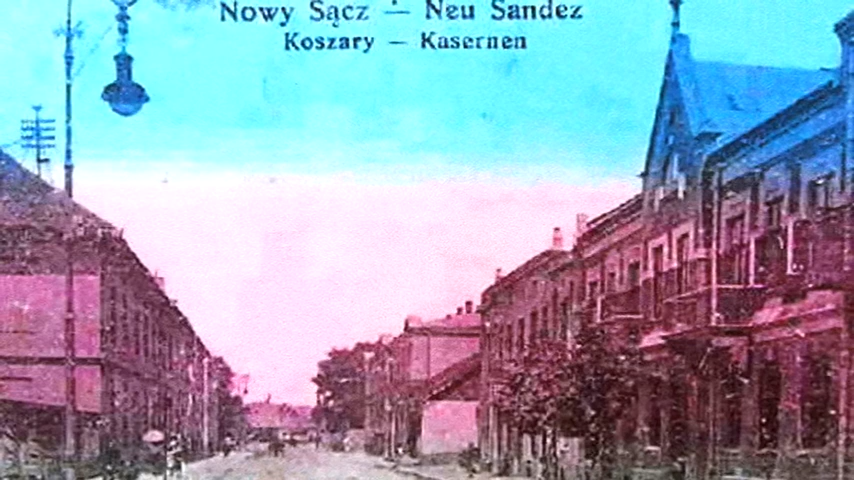 Nowy Sącz — Neu Sandez
Koszary — Kasernen